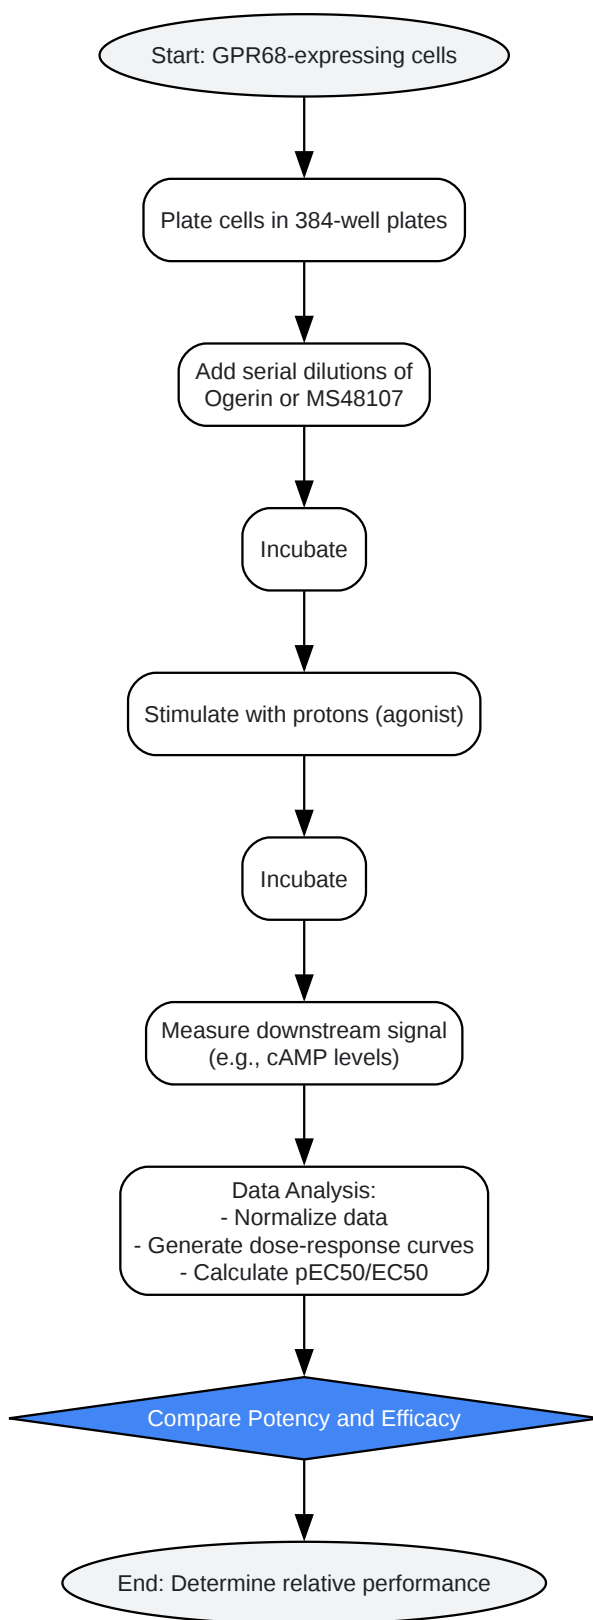 Start: GPR68-expressing cells
Plate cells in 384-well plates
Add serial dilutions of
Ogerin or MS48107
Incubate
Stimulate with protons (agonist)
Incubate
Measure downstream signal
(e.g., cAMP levels)
Data Analysis:
- Normalize data
- Generate dose-response curves
- Calculate pEC50/EC50
Compare Potency and Efficacy
End: Determine relative performance